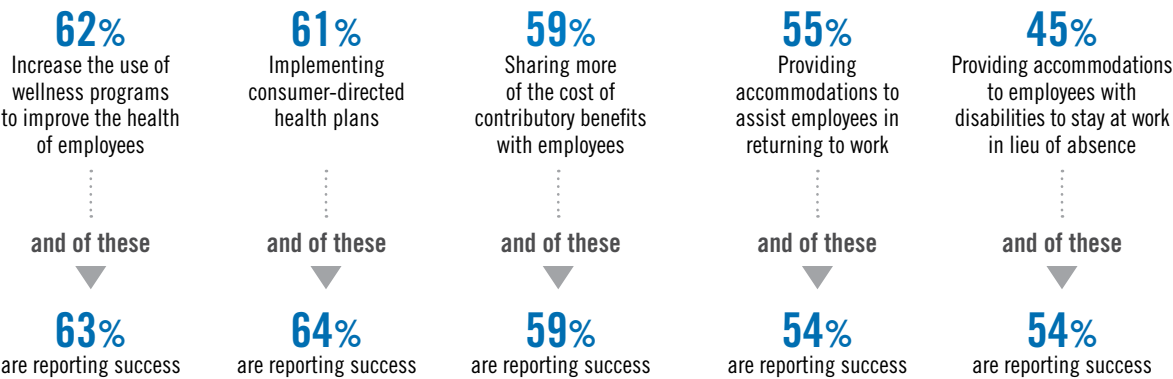 62%
Increase the use of
wellness programs
to improve the health
of employees
and of these
63%
are reporting success
61%
Implementing
consumer-directed
health plans
and of these
64%
are reporting success
59%
Sharing more
of the cost of
contributory benefits
with employees
and of these
59%
are reporting success
55%
Providing
accommodations to
assist employees in
returning to work
and of these
54%
are reporting success
45%
Providing accommodations
to employees with
disabilities to stay at work
in lieu of absence
and of these
54%
are reporting success